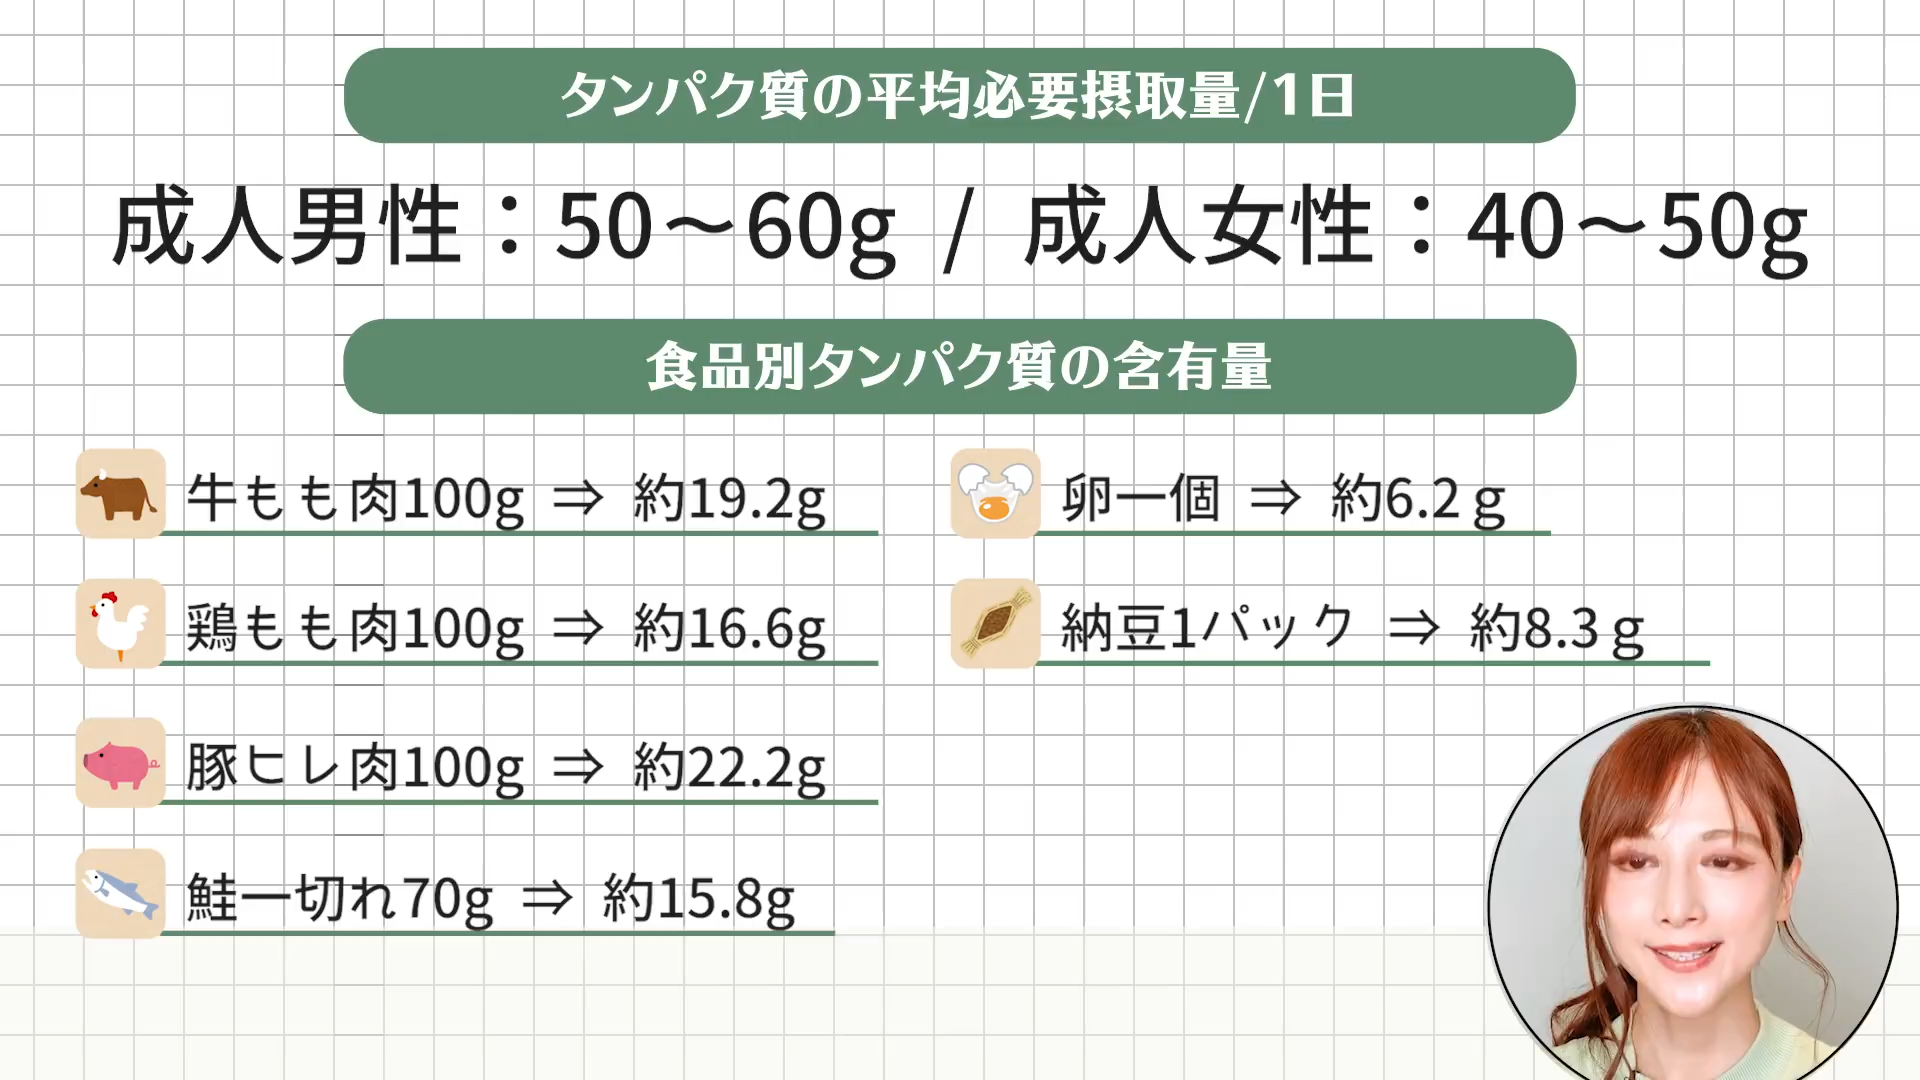 タンパク質の平均必要摂取量/1日
成人男性：50〜60g / 成人女性：40〜50g
食品別タンパク質の含有量
牛もも肉100g ⇒ 約19.2g
鶏もも肉100g ⇒ 約16.6g
豚ヒレ肉100g ⇒ 約22.2g
鮭一切れ70g ⇒ 約15.8g
卵一個 ⇒ 約6.2ｇ
納豆1パック ⇒ 約8.3ｇ